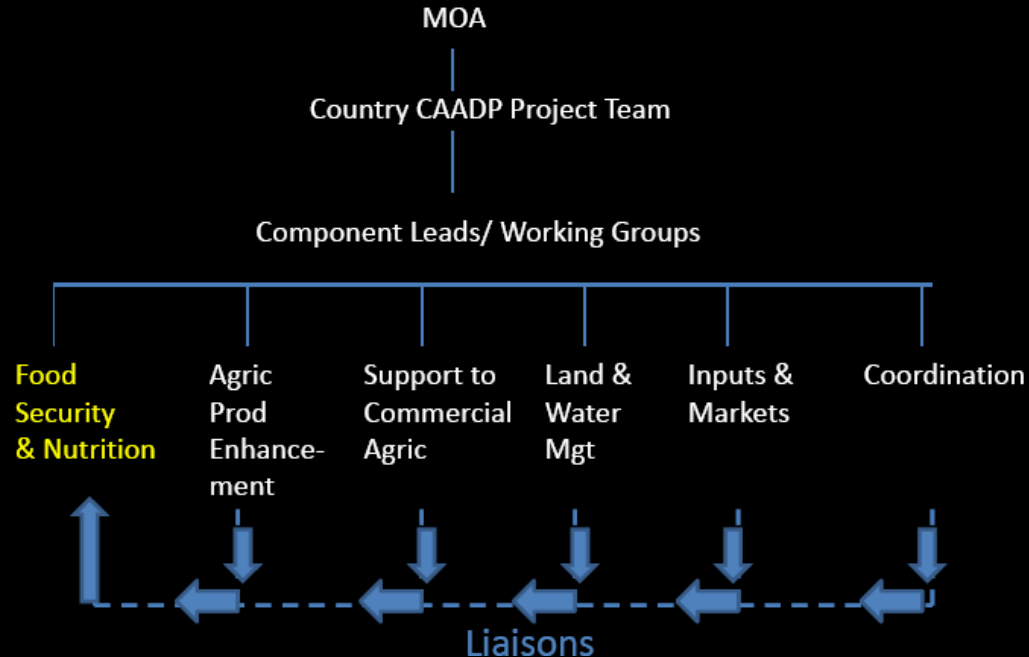 MOA
Country CAADP Project Team
Component Leads/ Working Groups
Food
Security
& Nutrition
Agric
Prod
Enhance-
ment
Support to
Commercial
Agric
Land &
Water
Mgt
Inputs &
Markets
Coordination
Liaisons